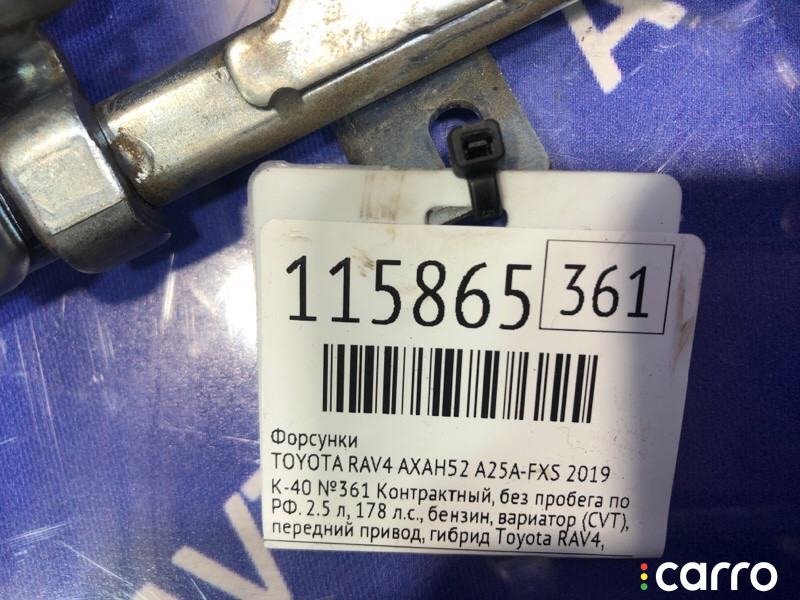 115865 361
Форсунки
TOYOTA RAV4 AXAH52 A25A-FXS 2019
К-40 №361 Контрактный, без пробега по
РФ. 2.5 л, 178 л.с., бензин, вариатор (CVT),
передний привод, гибрид Toyota RAV4,
carro